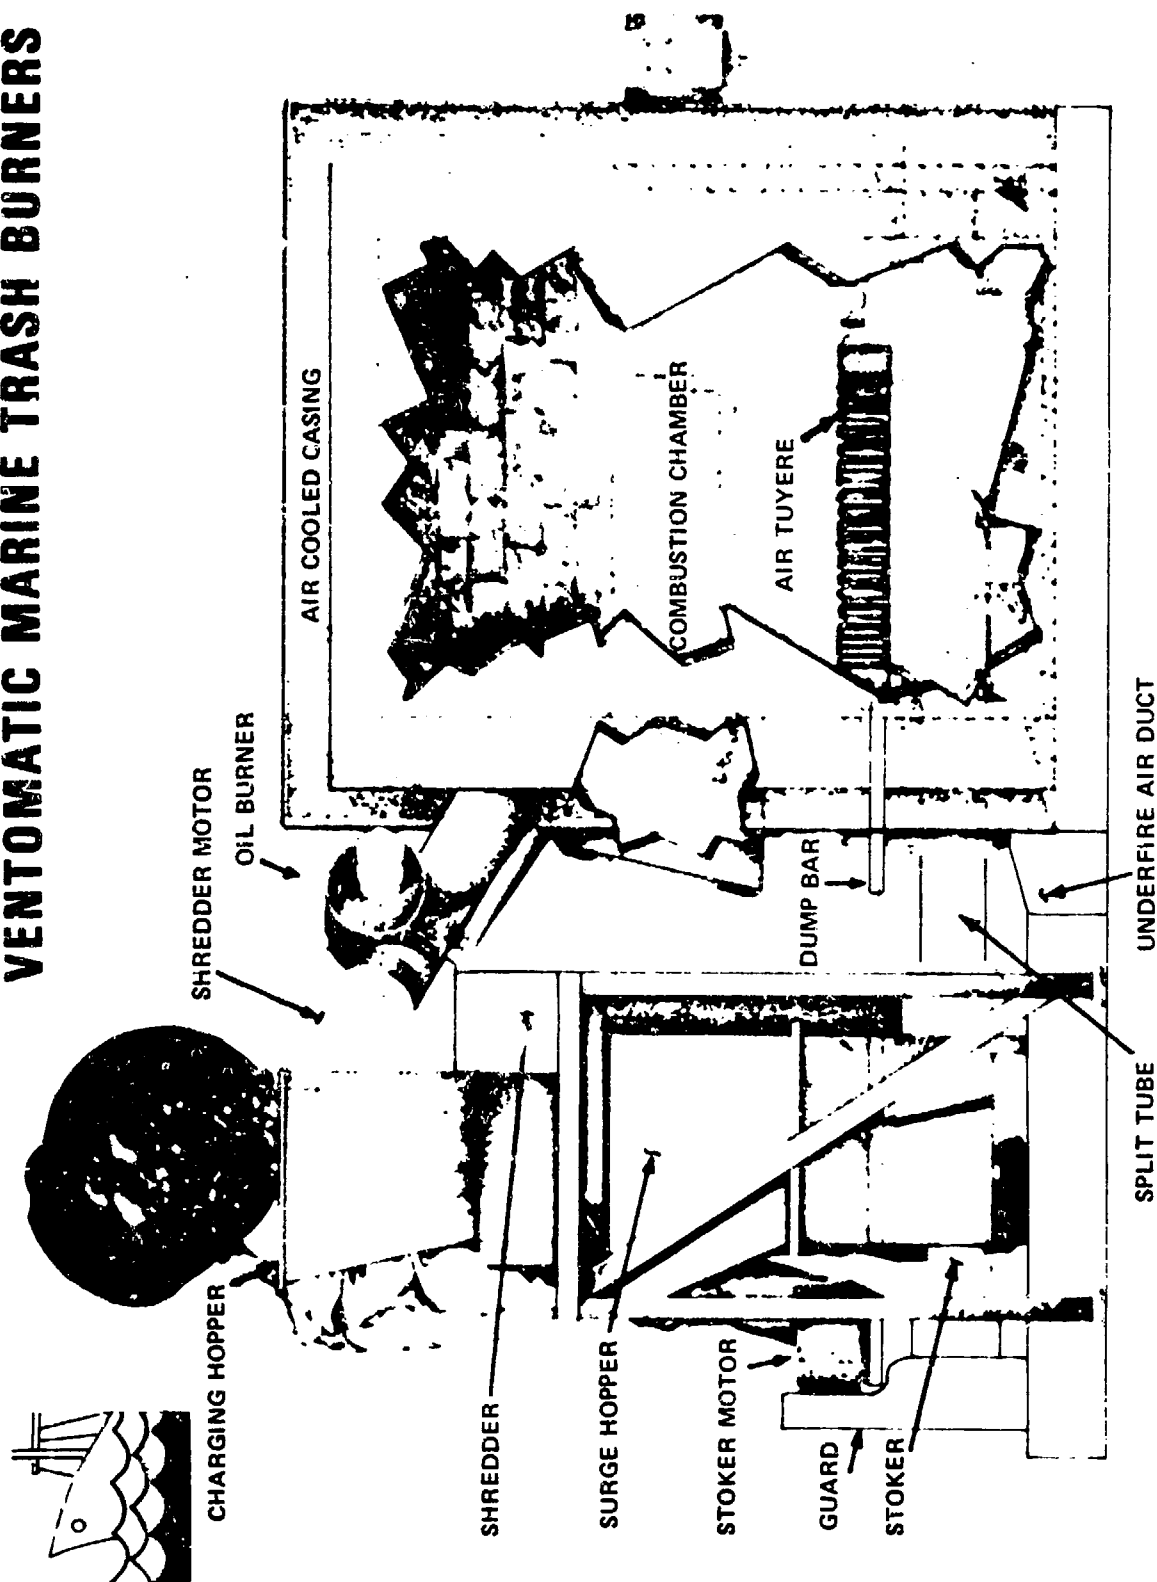 VENTOMATIC MARINE TRASH BURNERS
CHARGING HOPPER
SHREDDER MOTOR
OIL BURNER
AIR COOLED CASING
SHREDDER
SURGE HOPPER
COMBUSTION CHAMBER
STOKER MOTOR
AIR TUYERE
DUMP BAR
GUARD
STOKER
SPLIT TUBE
UNDERFIRE AIR DUCT